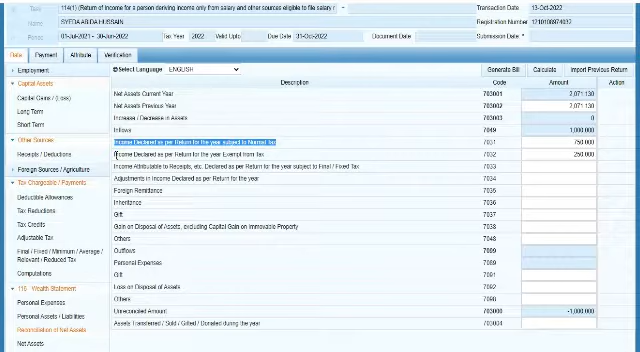 Task 114(1) (Return of Income for a person deriving income only from salary and other sources eligible to file salary r Transaction Date 13-Oct-2022
Name SYEDA ABIDA HUSSAIN Registration Number
Period 01-Jul-2021 - 30-Jun-2022 Tax Year 2022 Valid Upto Due Date 31-Oct-2022 Document Date Submission Date *
Data Payment Attribute Verification
Employment
Select Language ENGLISH Generate Bill Calculate Import Previous Return
Capital Assets
Capital Gains / (Loss)
Long Term
Short Term
Other Sources
Receipts / Deductions
Foreign Sources / Agriculture
Tax Chargeable / Payments
Deductible Allowances
Tax Reductions
Tax Credits
Adjustable Tax
Final / Fixed / Minimum / Average / Relevant / Reduced Tax
Computations
116 - Wealth Statement
Personal Expenses
Personal Assets / Liabilities
Reconciliation of Net Assets
Net Assets
Description Code Amount Action
Net Assets Current Year 703001 2,071,130
Net Assets Previous Year 703002 2,071,130
Increase / Decrease in Assets 703003 0
Inflows 7049 1,000,000
Income Declared as per Return for the year subject to Normal Tax 7031 750,000
Income Declared as per Return for the year Exempt from Tax 7032 250,000
Income Attributable to Receipts, etc. Declared as per Return for the year subject to Final / Fixed Tax 7033
Adjustments in Income Declared as per Return for the year 7034
Foreign Remittance 7035
Inheritance 7036
Gift 7037
Gain on Disposal of Assets, excluding Capital Gain on Immovable Property 7038
Others 7048
Outflows 7099
Personal Expenses 7089
Gift 7091
Loss on Disposal of Assets 7092
Others 7098
Unreconciled Amount 703000 -1,000,000
Assets Transferred / Sold / Gifted / Donated during the year 703004